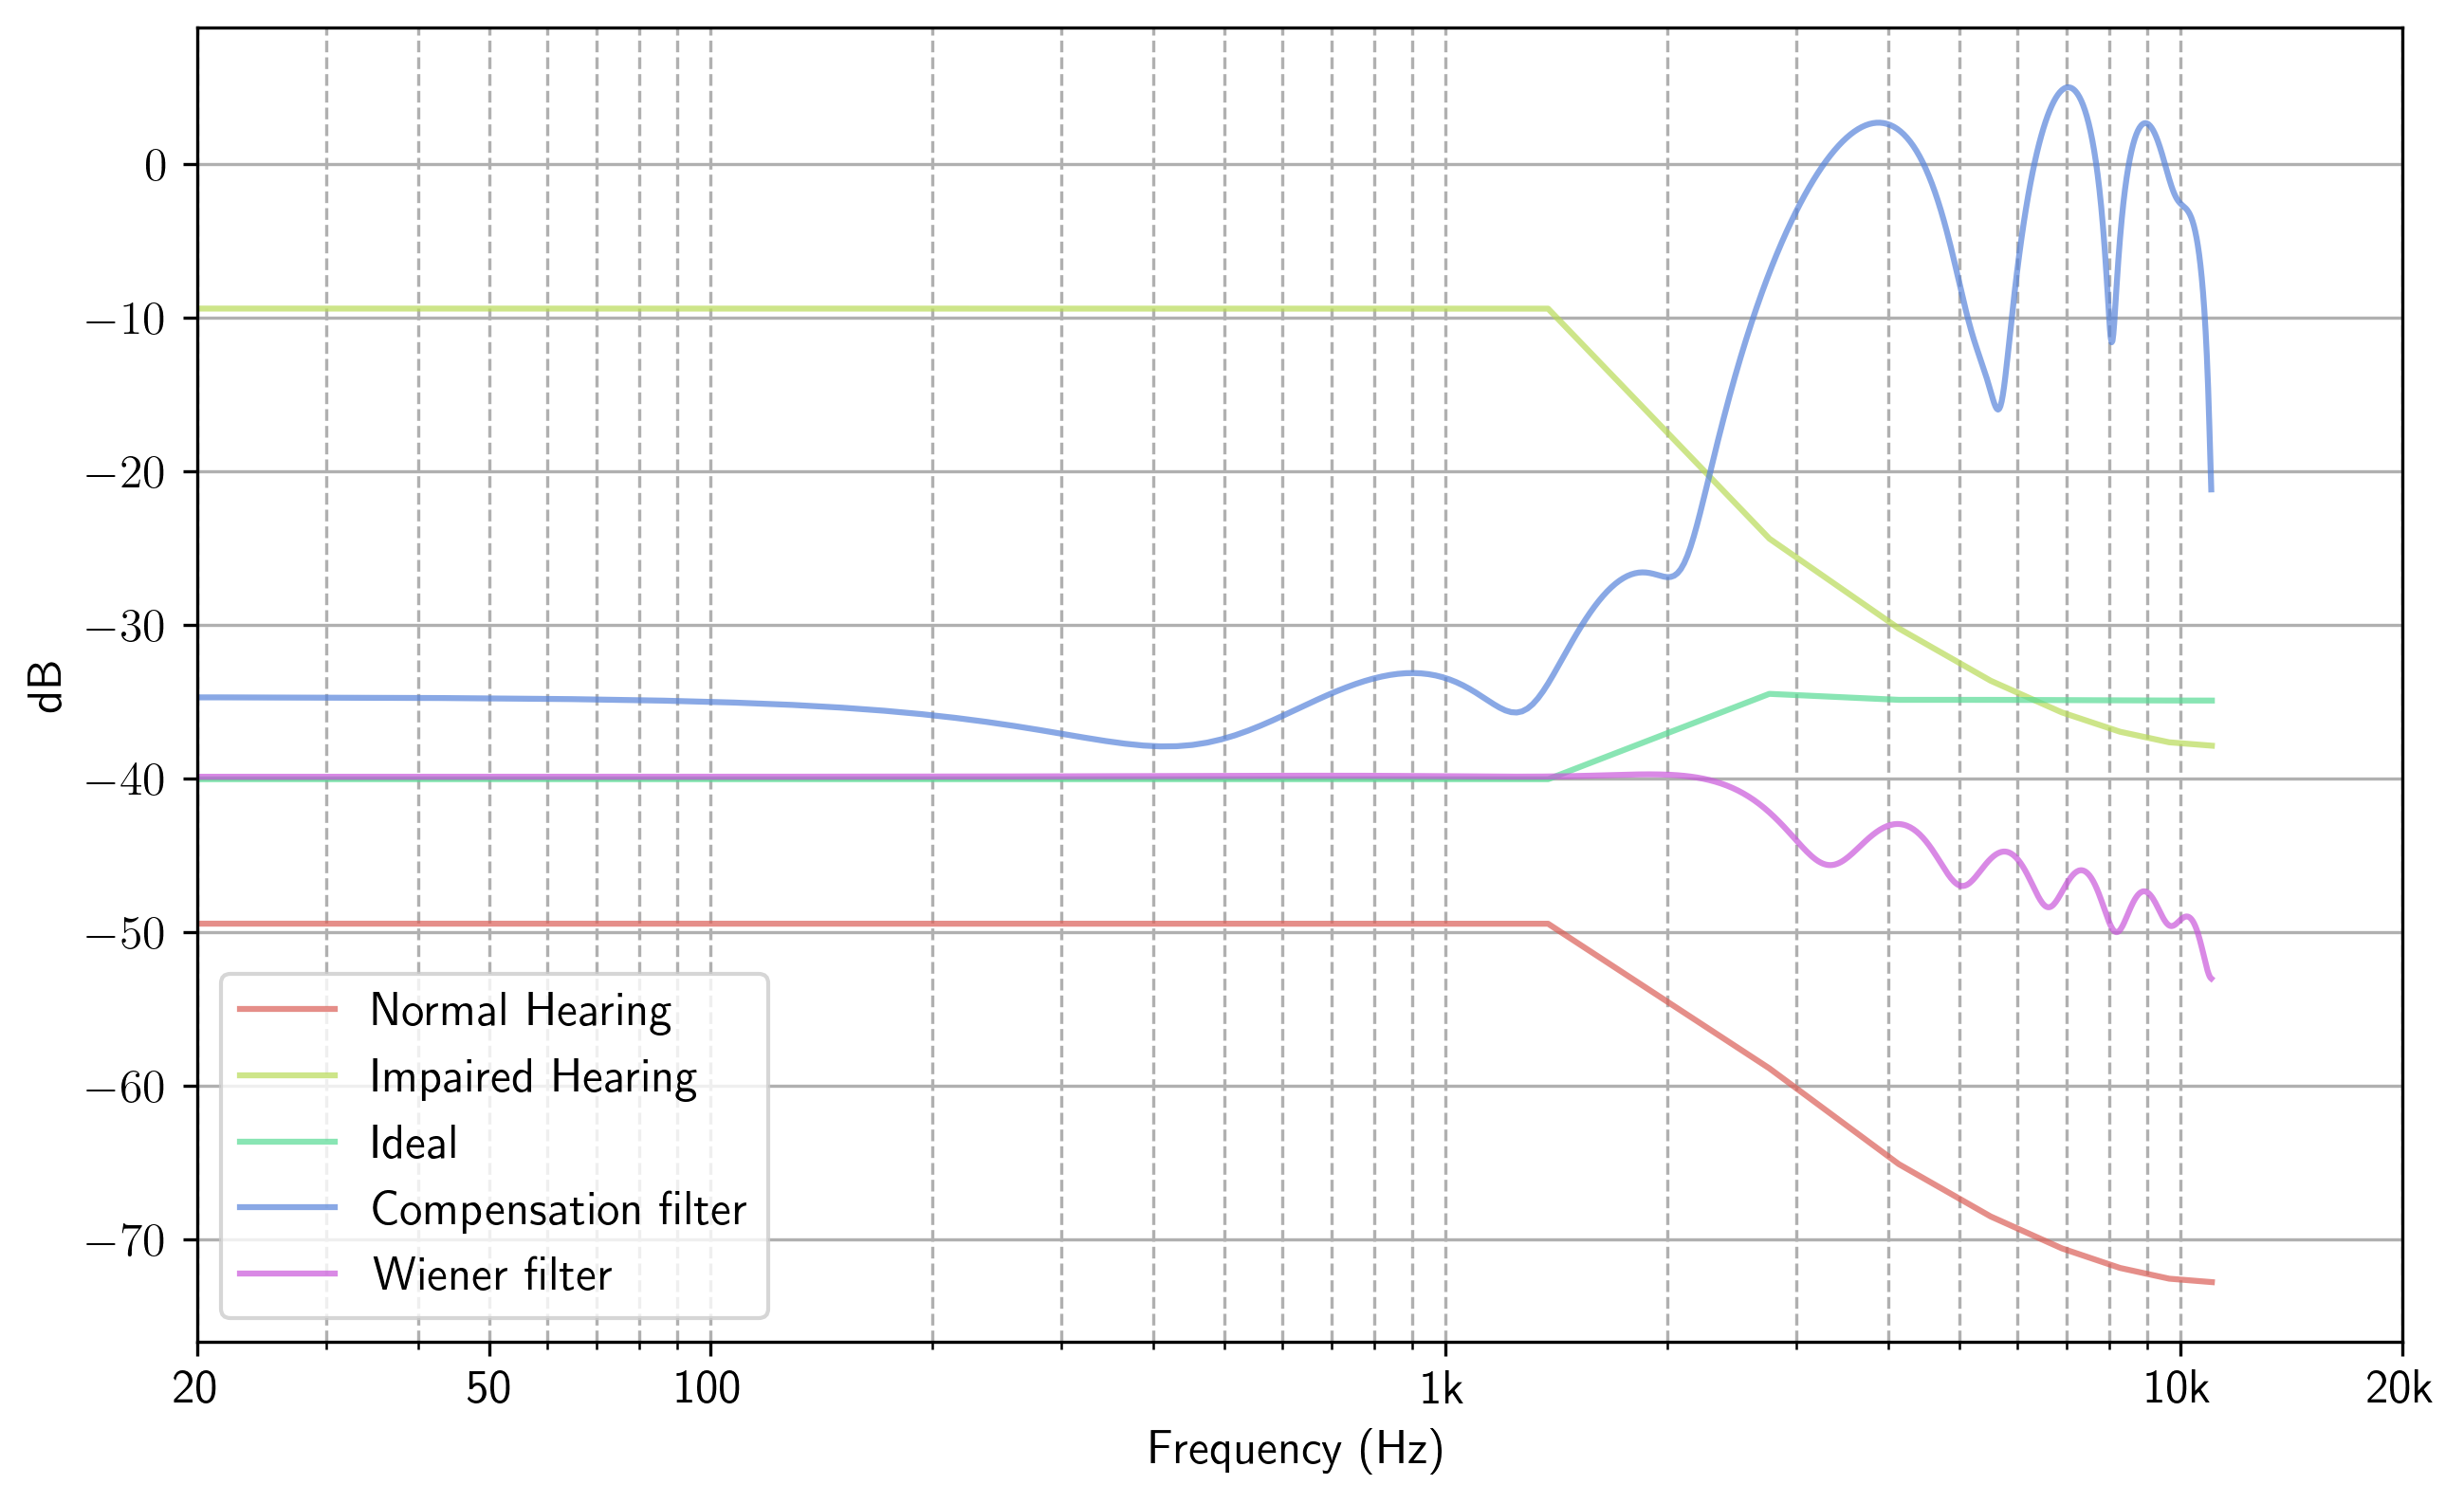 dB
0
−10
−20
−30
−40
−50
−60
−70
Normal Hearing
Impaired Hearing
Ideal
Compensation filter
Wiener filter
20 50 100 1k 10k 20k
Frequency (Hz)